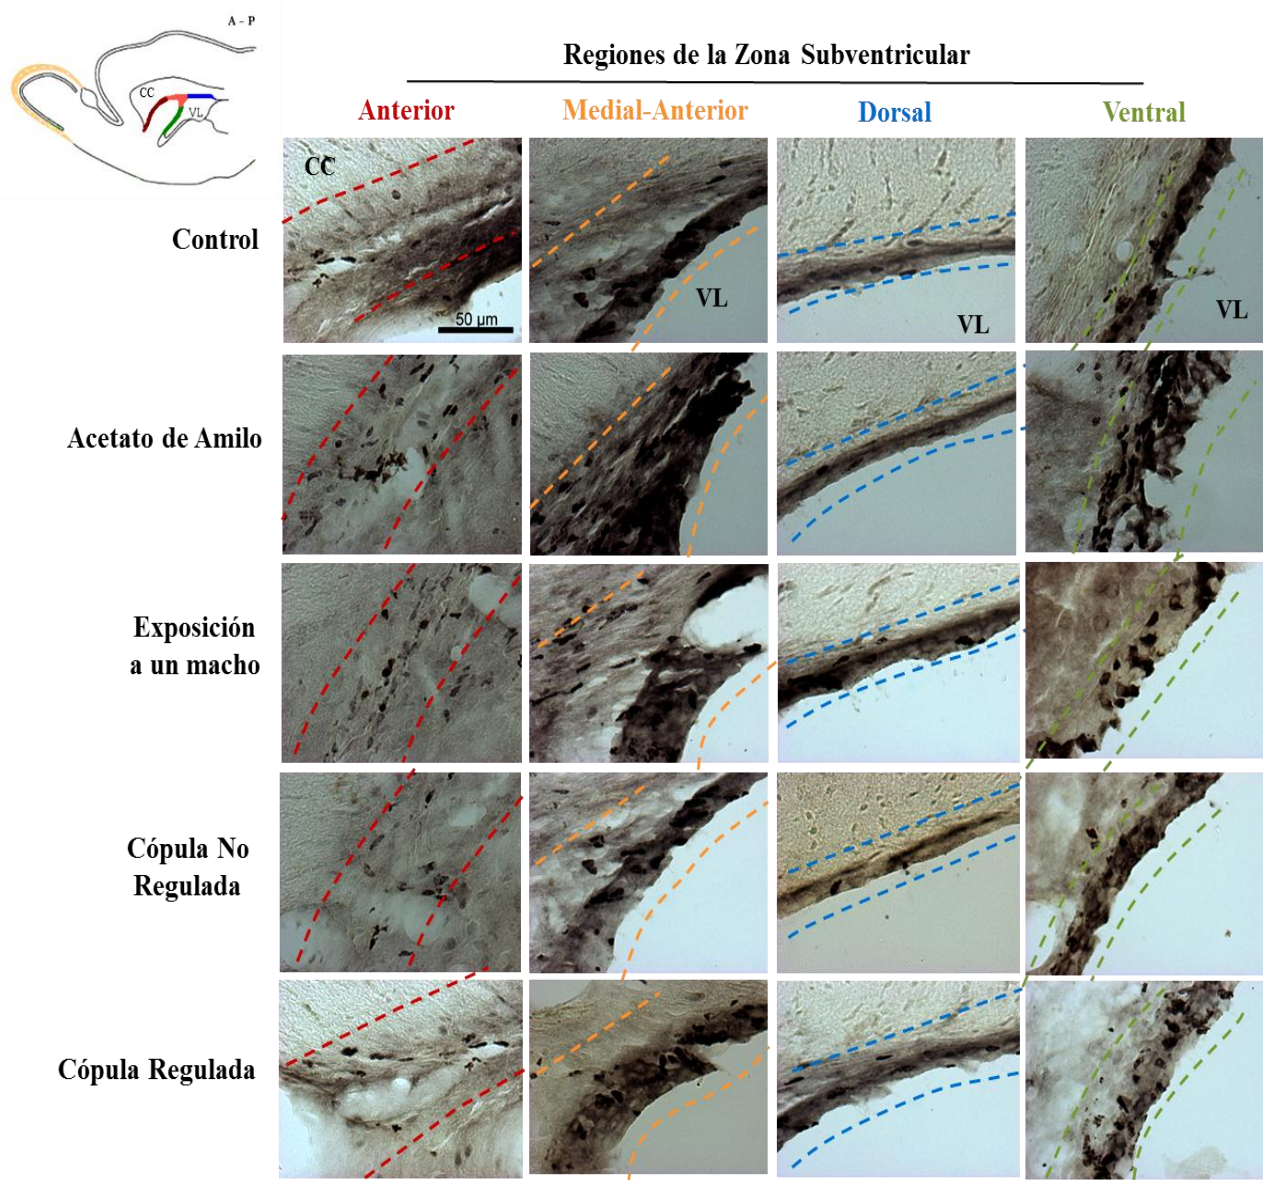 A - P
CC
VL
Regiones de la Zona Subventricular
Anterior
Medial-Anterior
Dorsal
Ventral
Control
CC
50 µm
VL
VL
VL
Acetato de Amilo
Exposición
a un macho
Cópula No
Regulada
Cópula Regulada